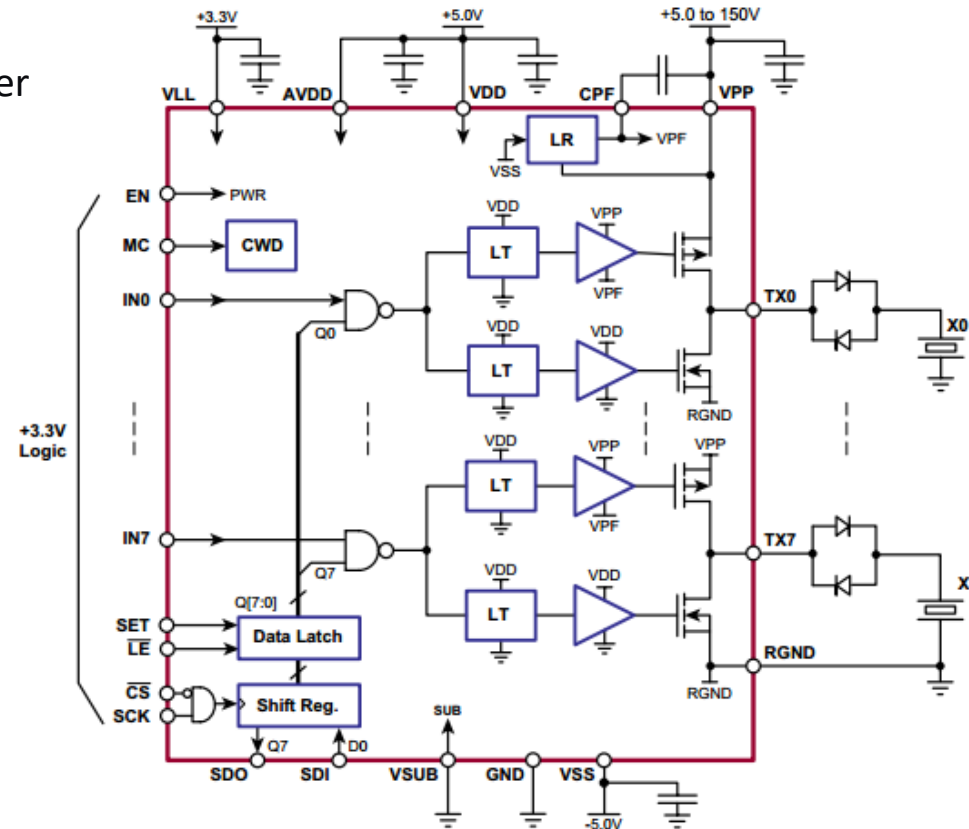 +3.3V
+5.0V
+5.0 to 150V
er
VLL
AVDD
VDD
CPF
VPP
LR
VPF
VSS
EN
PWR
VDD
VPP
MC
CWD
LT
VPF
IN0
TX0
X0
Q0
VDD
VDD
LT
RGND
+3.3V
Logic
VDD
VPP
VPP
LT
VPF
IN7
TX7
Q7
VDD
VDD
X
Q[7:0]
LT
SET
Data Latch
LE
RGND
RGND
CS
Shift Reg.
SCK
SUB
Q7
D0
SDO
SDI
VSUB
GND
VSS
-5.0V